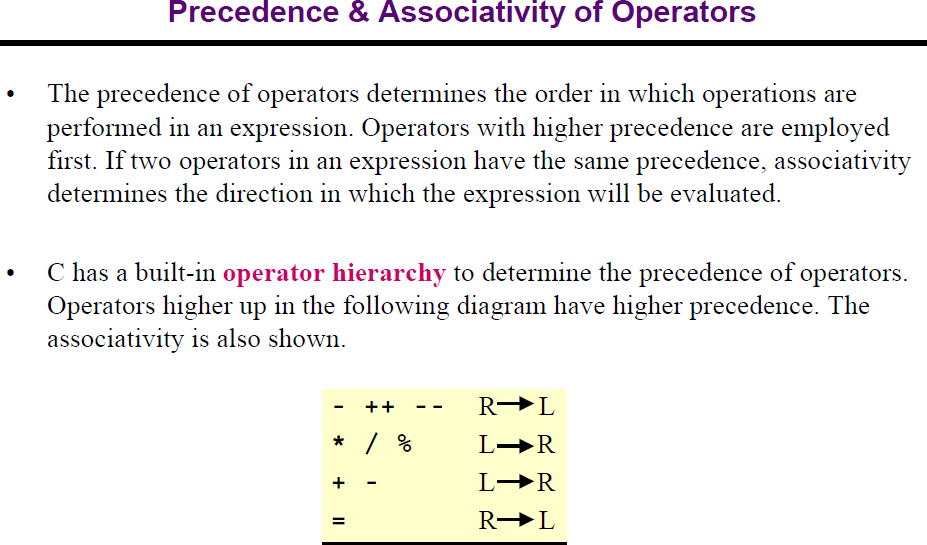 Precedence & Associativity of Operators
• The precedence of operators determines the order in which operations are
performed in an expression. Operators with higher precedence are employed
first. If two operators in an expression have the same precedence, associativity
determines the direction in which the expression will be evaluated.
• C has a built-in operator hierarchy to determine the precedence of operators.
Operators higher up in the following diagram have higher precedence. The
associativity is also shown.
- ++ -- R→L
* / % L→R
+ - L→R
= R→L